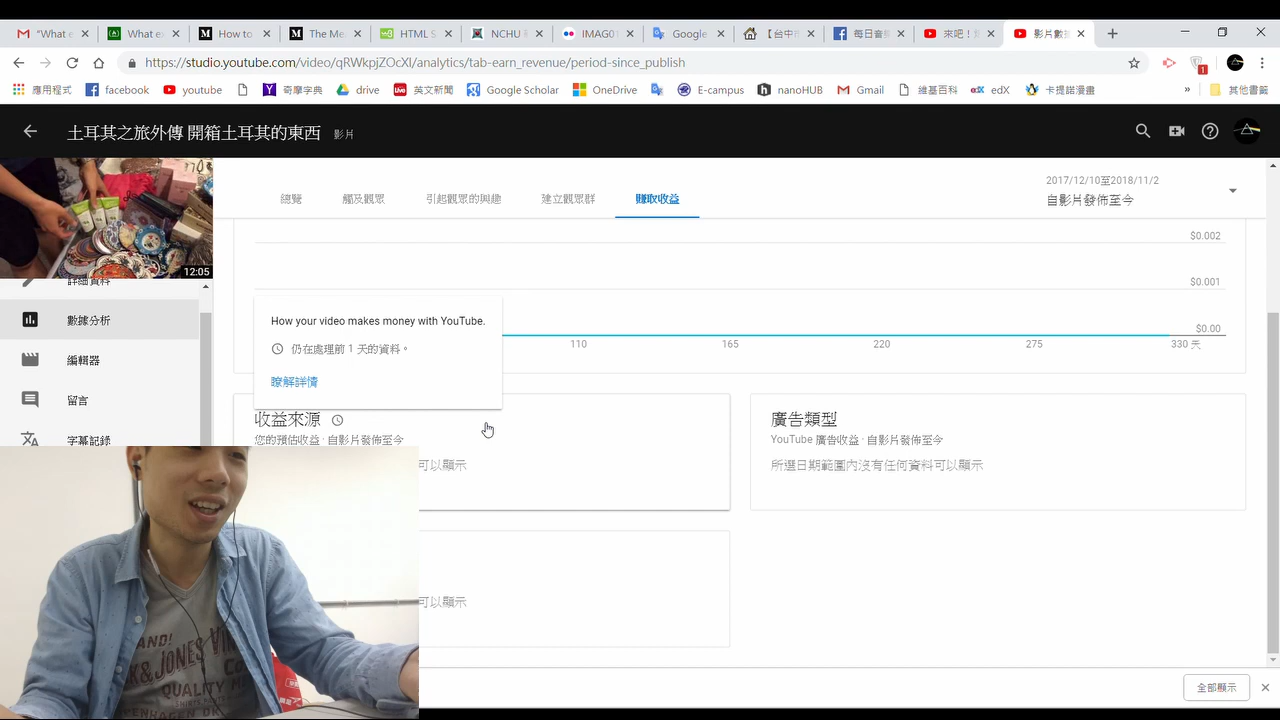 "What e
What ex
How to
The Me
HTML S
NCHU
IMAG01
Google
【台中
每日音
來吧！
影片數
https://studio.youtube.com/video/qRWkpjZOcXI/analytics/tab-earn_revenue/period-since_publish
應用程式
facebook
youtube
奇摩字典
drive
英文新聞
Google Scholar
OneDrive
E-campus
nanoHUB
Gmail
維基百科
edX
卡提諾漫畫
»
其他書籤
土耳其之旅外傳 開箱土耳其的東西 影片
12:05
總覽
觸及觀眾
引起觀眾的興趣
建立觀眾群
賺取收益
2017/12/10至2018/11/2
自影片發佈至今
詳細資料
數據分析
編輯器
留言
字幕記錄
$0.002
$0.001
$0.00
110
165
220
275
330 天
How your video makes money with YouTube.
仍在處理前 1 天的資料。
瞭解詳情
收益來源
您的預估收益 · 自影片發佈至今
可以顯示
廣告類型
YouTube 廣告收益 · 自影片發佈至今
所選日期範圍內沒有任何資料可以顯示
可以顯示
全部顯示
AND!
K&JONES VIN
QUALITY